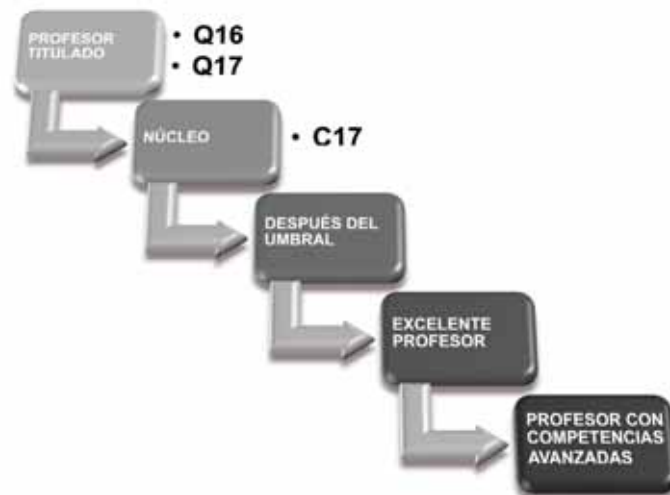 PROFESOR
TITULADO
• Q16
• Q17
NÚCLEO
• C17
DESPUÉS DEL
UMBRAL
EXCELENTE
PROFESOR
PROFESOR CON
COMPETENCIAS
AVANZADAS